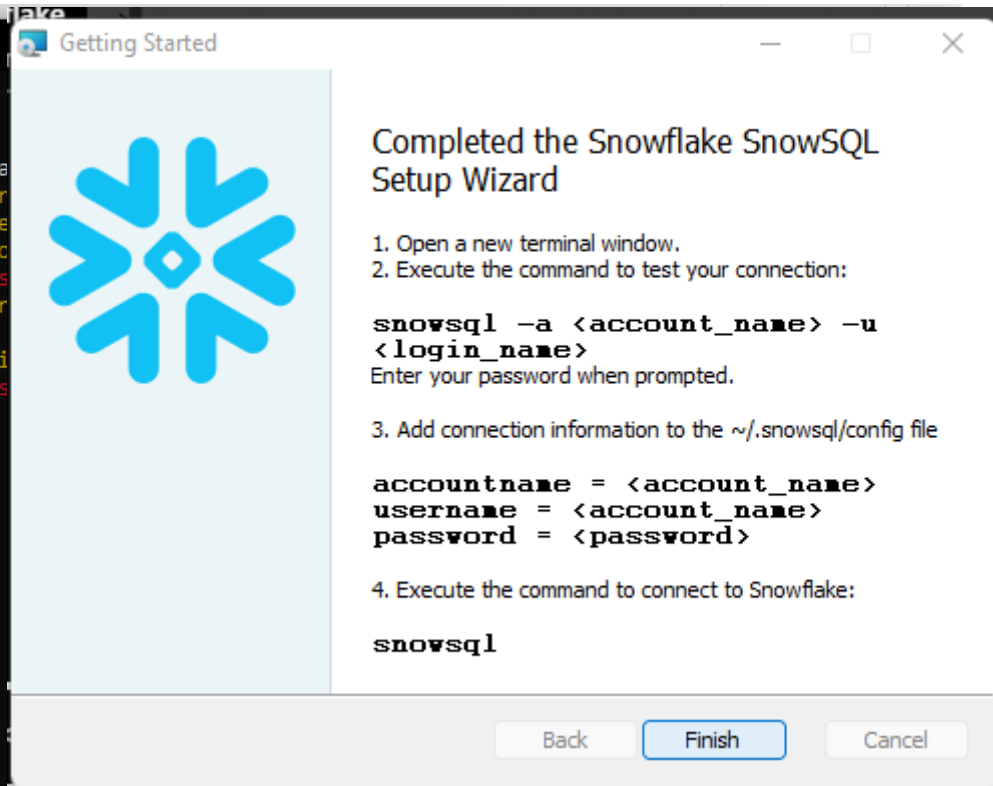 flake
Getting Started
Completed the Snowflake SnowSQL
Setup Wizard
1. Open a new terminal window.
2. Execute the command to test your connection:
snowsql –a <account_name> –u
<login_name>
Enter your password when prompted.
3. Add connection information to the ~/.snowsql/config file
accountname = <account_name>
username = <account_name>
password = <password>
4. Execute the command to connect to Snowflake:
snowsql
Back
Finish
Cancel